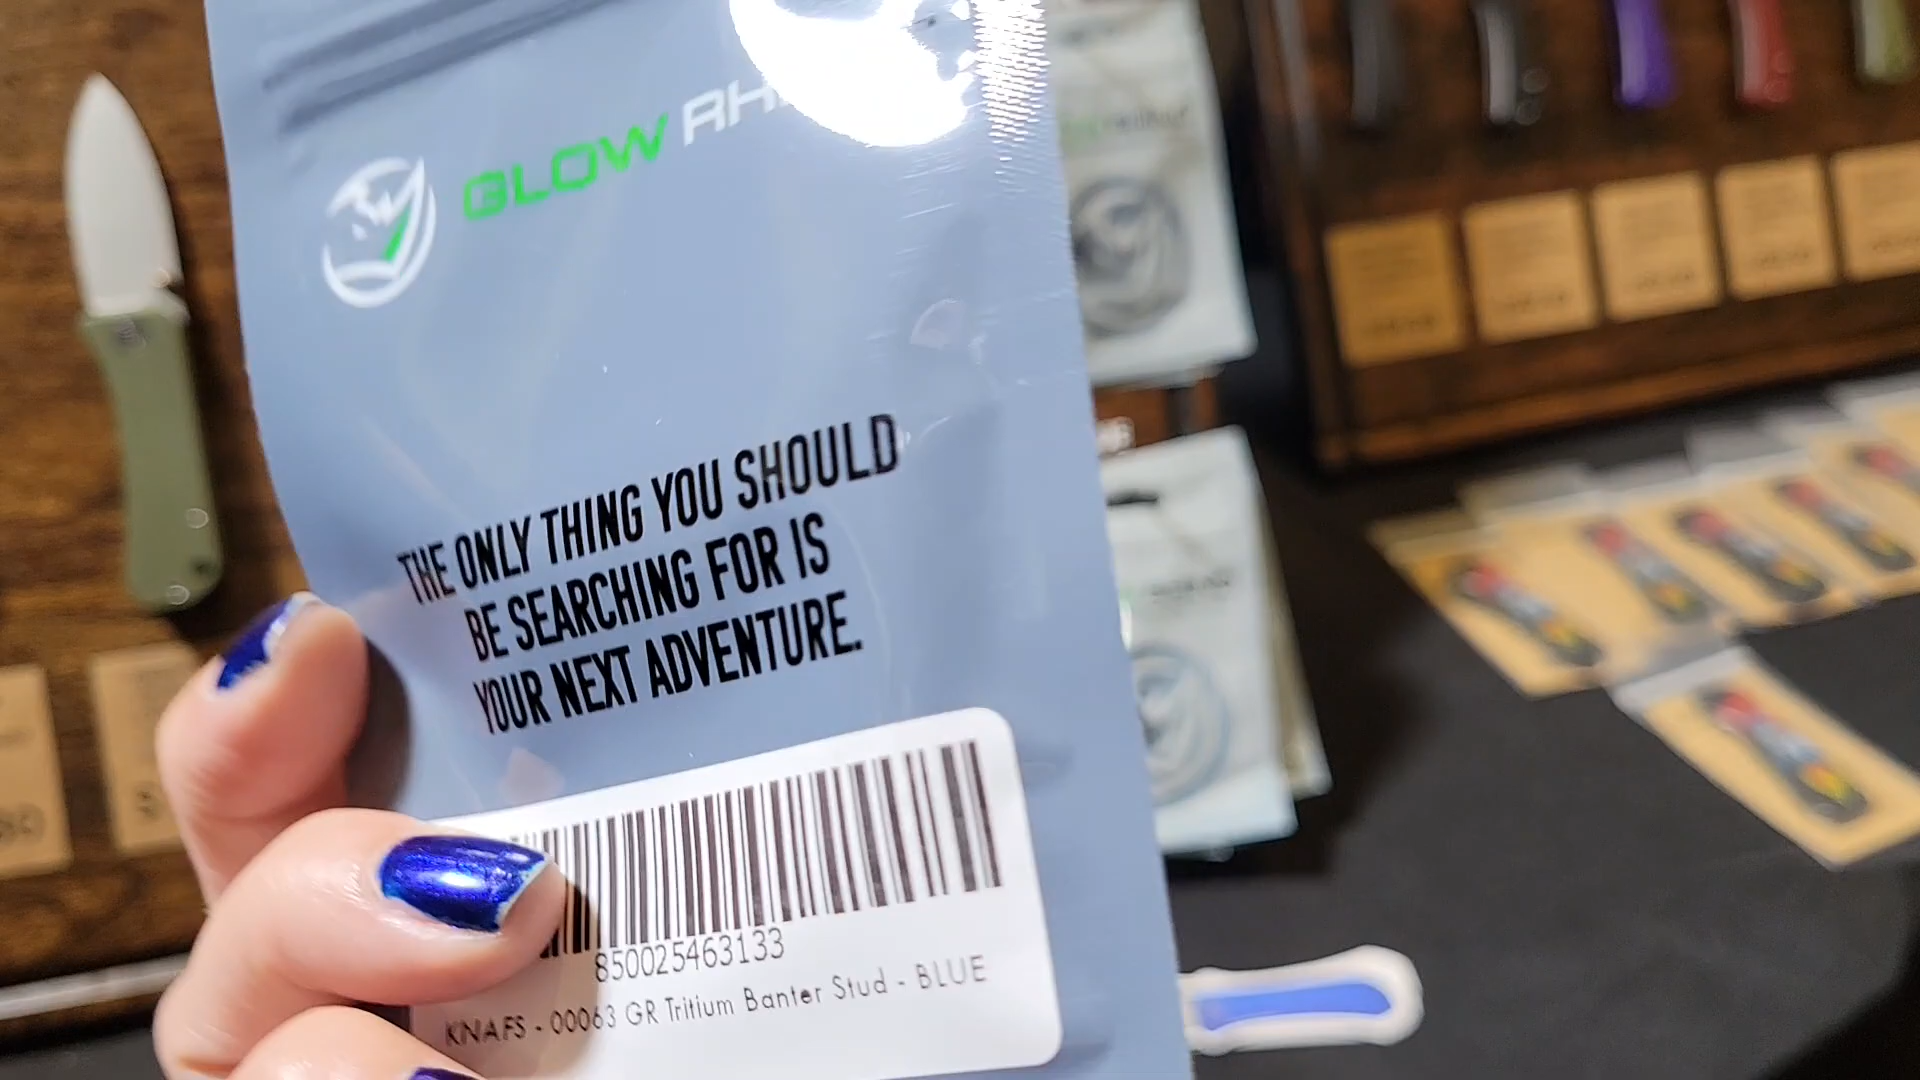 GLOW RH
THE ONLY THING YOU SHOULD
BE SEARCHING FOR IS
YOUR NEXT ADVENTURE.
850025463133
KNAFS - 00063 GR Tritium Banter Stud - BLUE